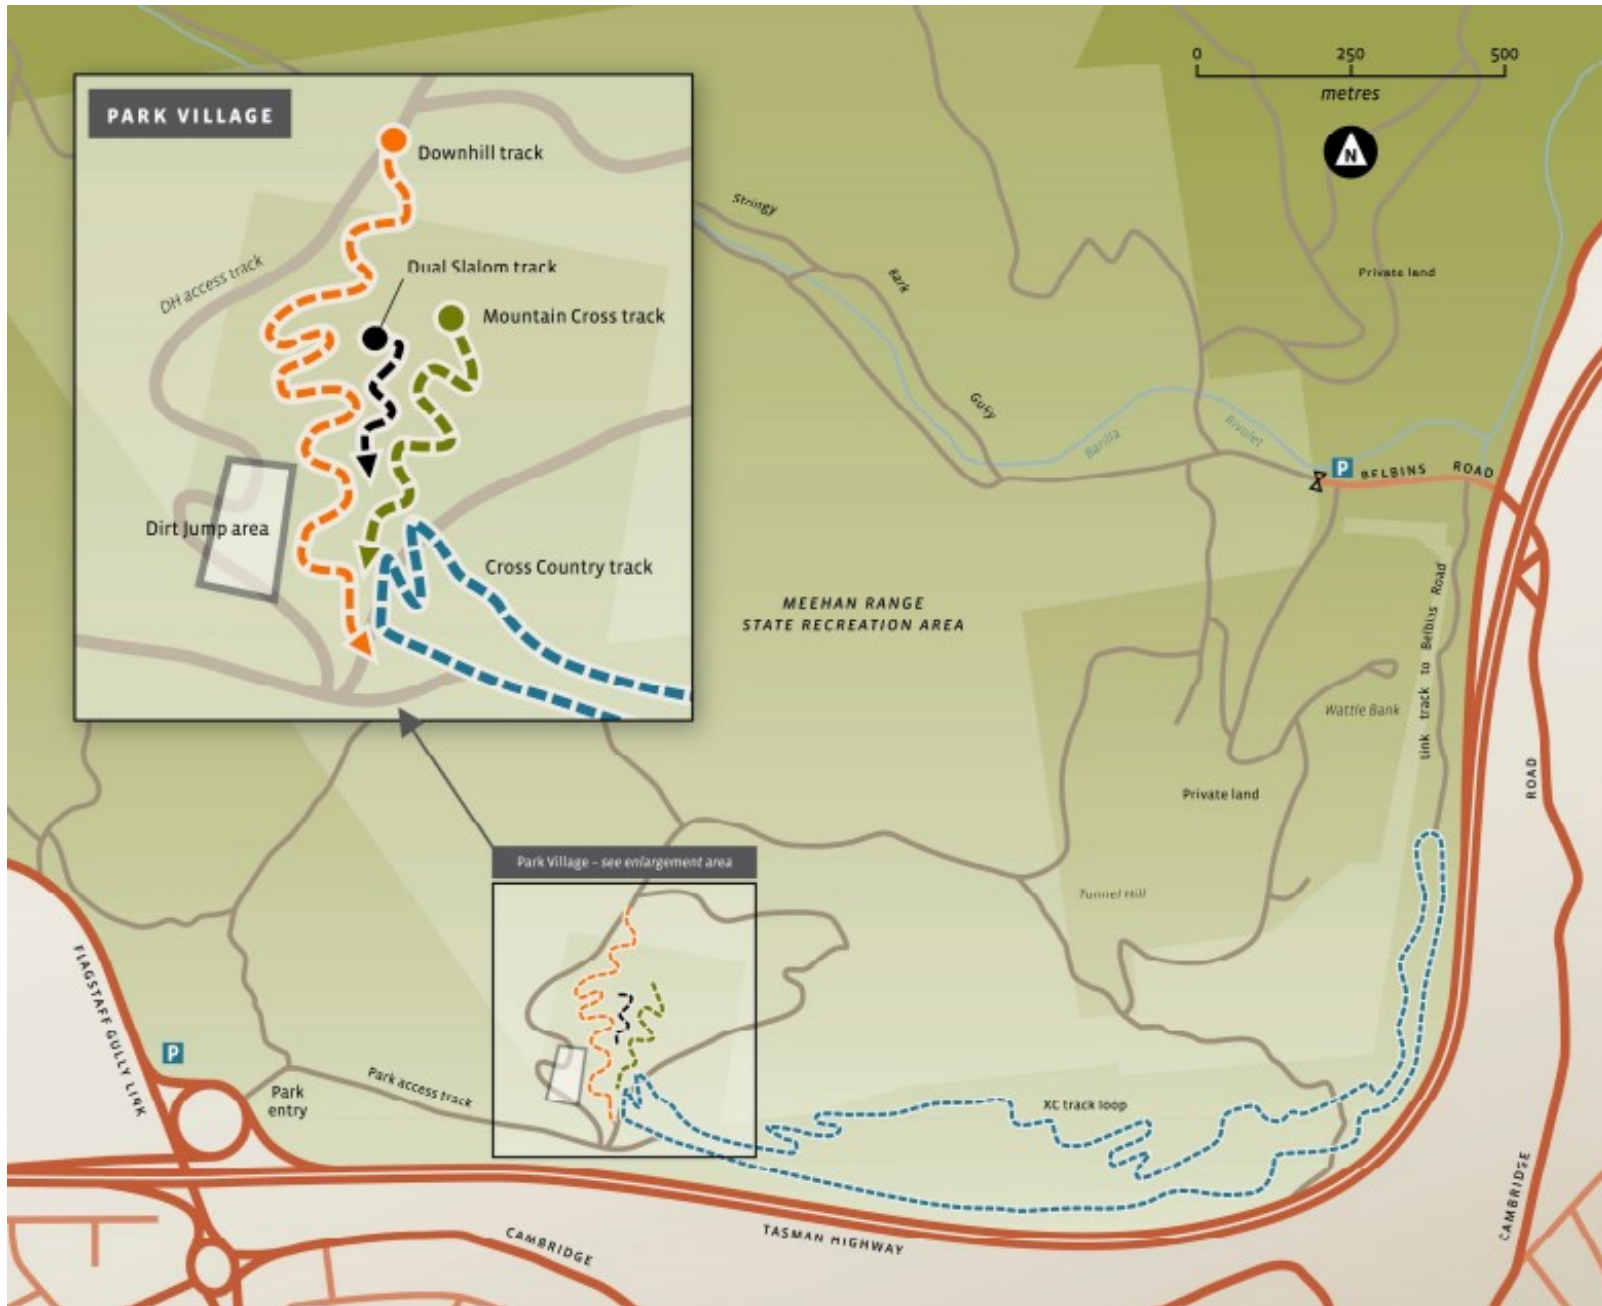 0 250 500
metres
N
PARK VILLAGE
Downhill track
DH access track
Dual Slalom track
Mountain Cross track
Dirt Jump area
Cross Country track
Stringy
Bark
Gully
Barilla
Rivulet
Private land
P BELBINS ROAD
MEEHAN RANGE
STATE RECREATION AREA
Link track to Belbins Road
Wattle Bank
Private land
ROAD
Park Village – see enlargement area
Tunnel Hill
FLAGSTAFF GULLY LINK
P
Park
entry
Park access track
XC track loop
CAMBRIDGE
TASMAN HIGHWAY
CAMBRIDGE